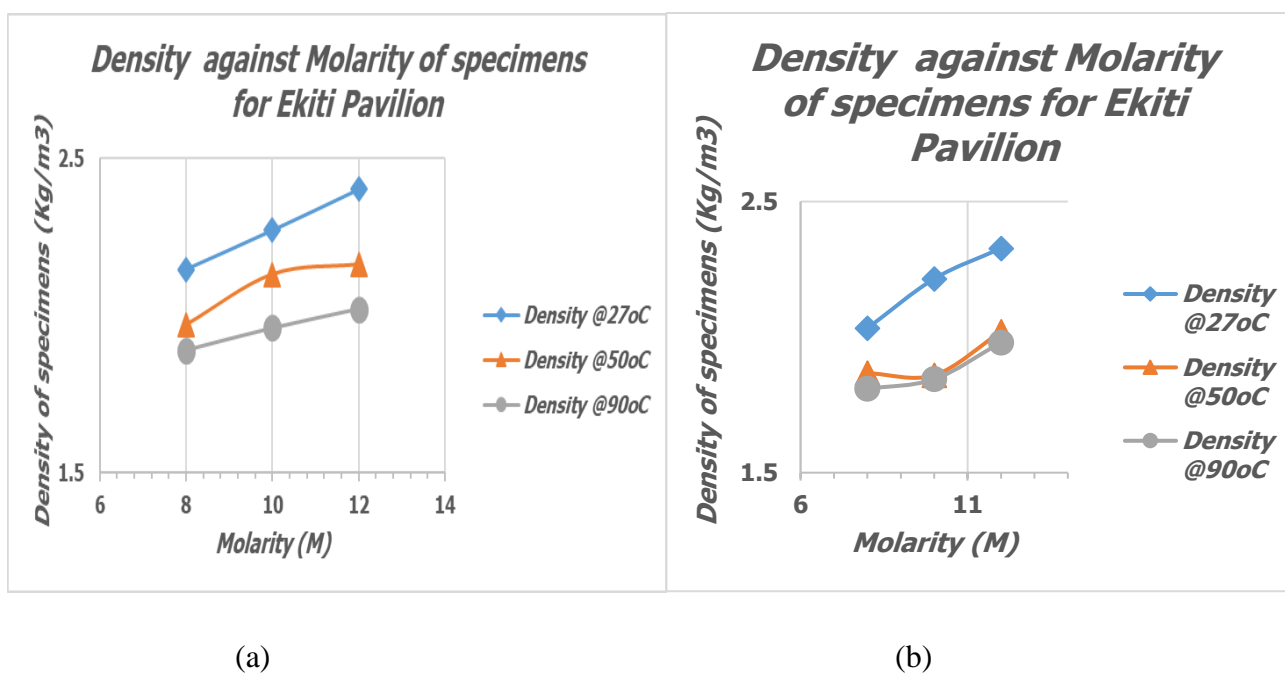 Density against Molarity of specimens
for Ekiti Pavilion
Density of specimens (Kg/m3)
2.5
1.5
6
8
10
12
14
Molarity (M)
Density @27oC
Density @50oC
Density @90oC
(a)
Density against Molarity
of specimens for Ekiti
Pavilion
Density of specimens (Kg/m3)
2.5
1.5
6
11
Molarity (M)
Density
@27oC
Density
@50oC
Density
@90oC
(b)